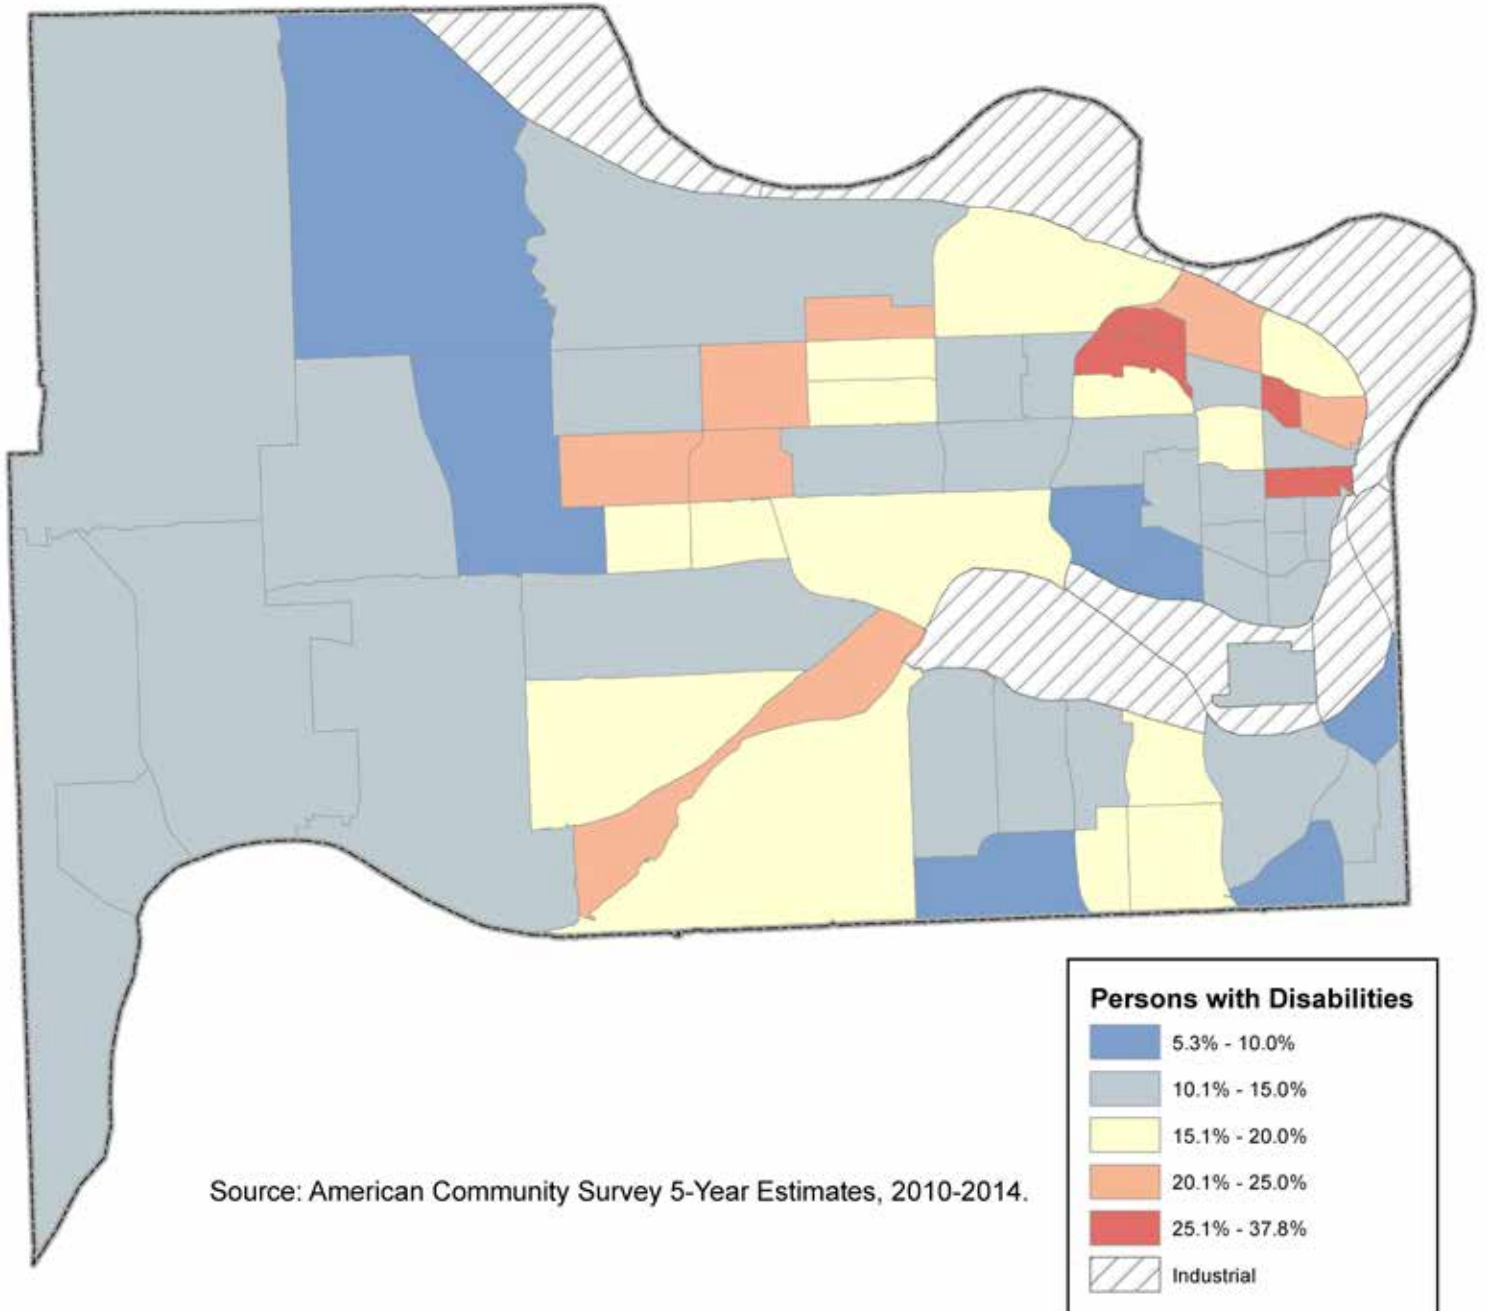 Persons with Disabilities
5.3% - 10.0%
10.1% - 15.0%
15.1% - 20.0%
20.1% - 25.0%
25.1% - 37.8%
Industrial
Source: American Community Survey 5-Year Estimates, 2010-2014.